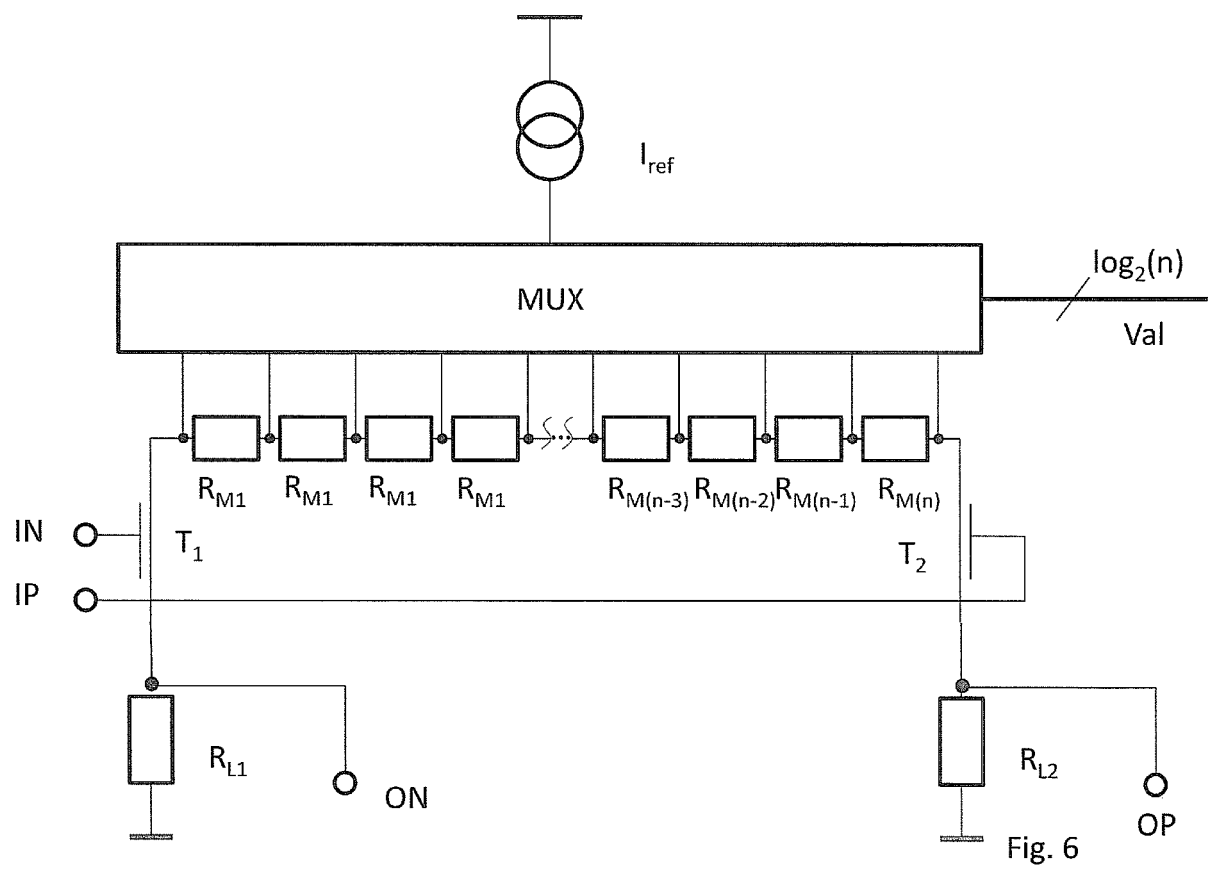 I_ref
MUX
log_2(n)
Val
R_M1 R_M1 R_M1 R_M1 R_M(n-3) R_M(n-2) R_M(n-1) R_M(n)
IN
T_1
T_2
IP
R_L1
ON
R_L2
OP
Fig. 6